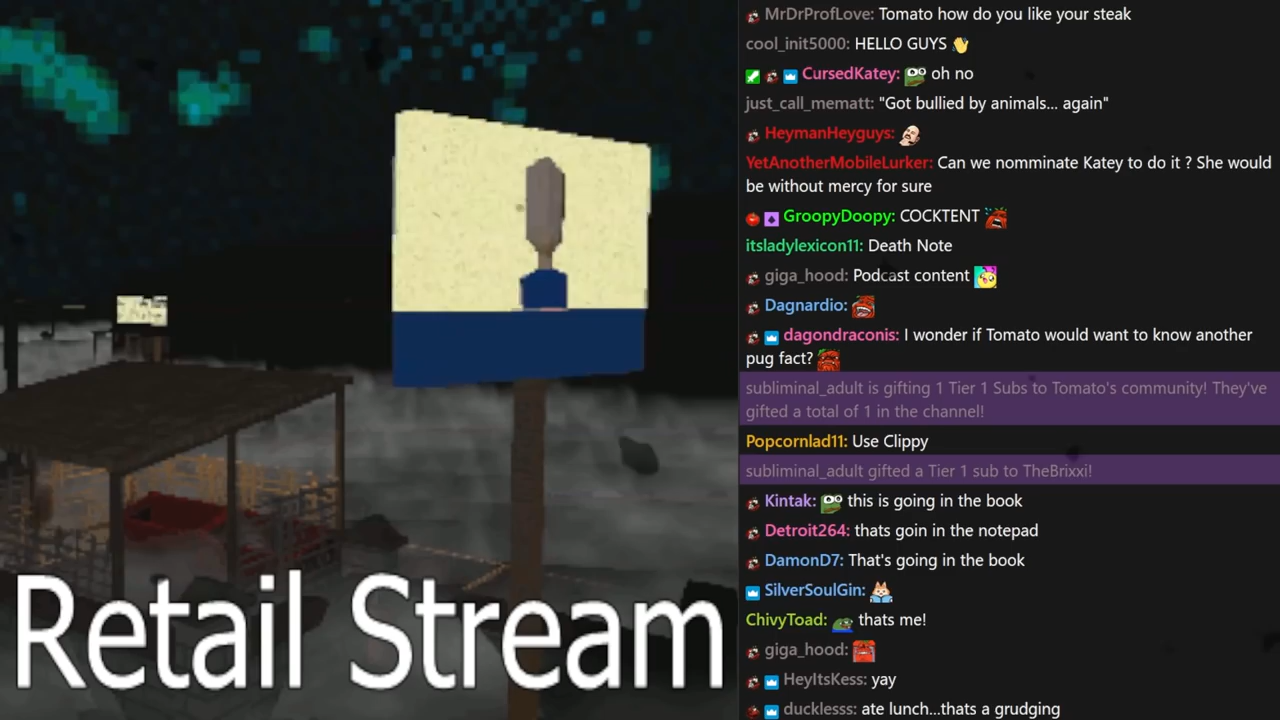 MrDrProfLove: Tomato how do you like your steak
cool_init5000: HELLO GUYS
CursedKatey: oh no
just_call_mematt: "Got bullied by animals... again"
HeymanHeyguys:
YetAnotherMobileLurker: Can we nomminate Katey to do it ? She would
be without mercy for sure
GroopyDoopy: COCKTENT
itsladylexicon11: Death Note
giga_hood: Podcast content
Dagnardio:
dagondraconis: I wonder if Tomato would want to know another
pug fact?
subliminal_adult is gifting 1 Tier 1 Subs to Tomato's community! They've
gifted a total of 1 in the channel!
Popcornlad11: Use Clippy
subliminal_adult gifted a Tier 1 sub to TheBrixxi!
Kintak: this is going in the book
Detroit264: thats goin in the notepad
DamonD7: That's going in the book
SilverSoulGin:
ChivyToad: thats me!
giga_hood:
HeyItsKess: yay
ducklesss: ate lunch...thats a grudging
Retail Stream